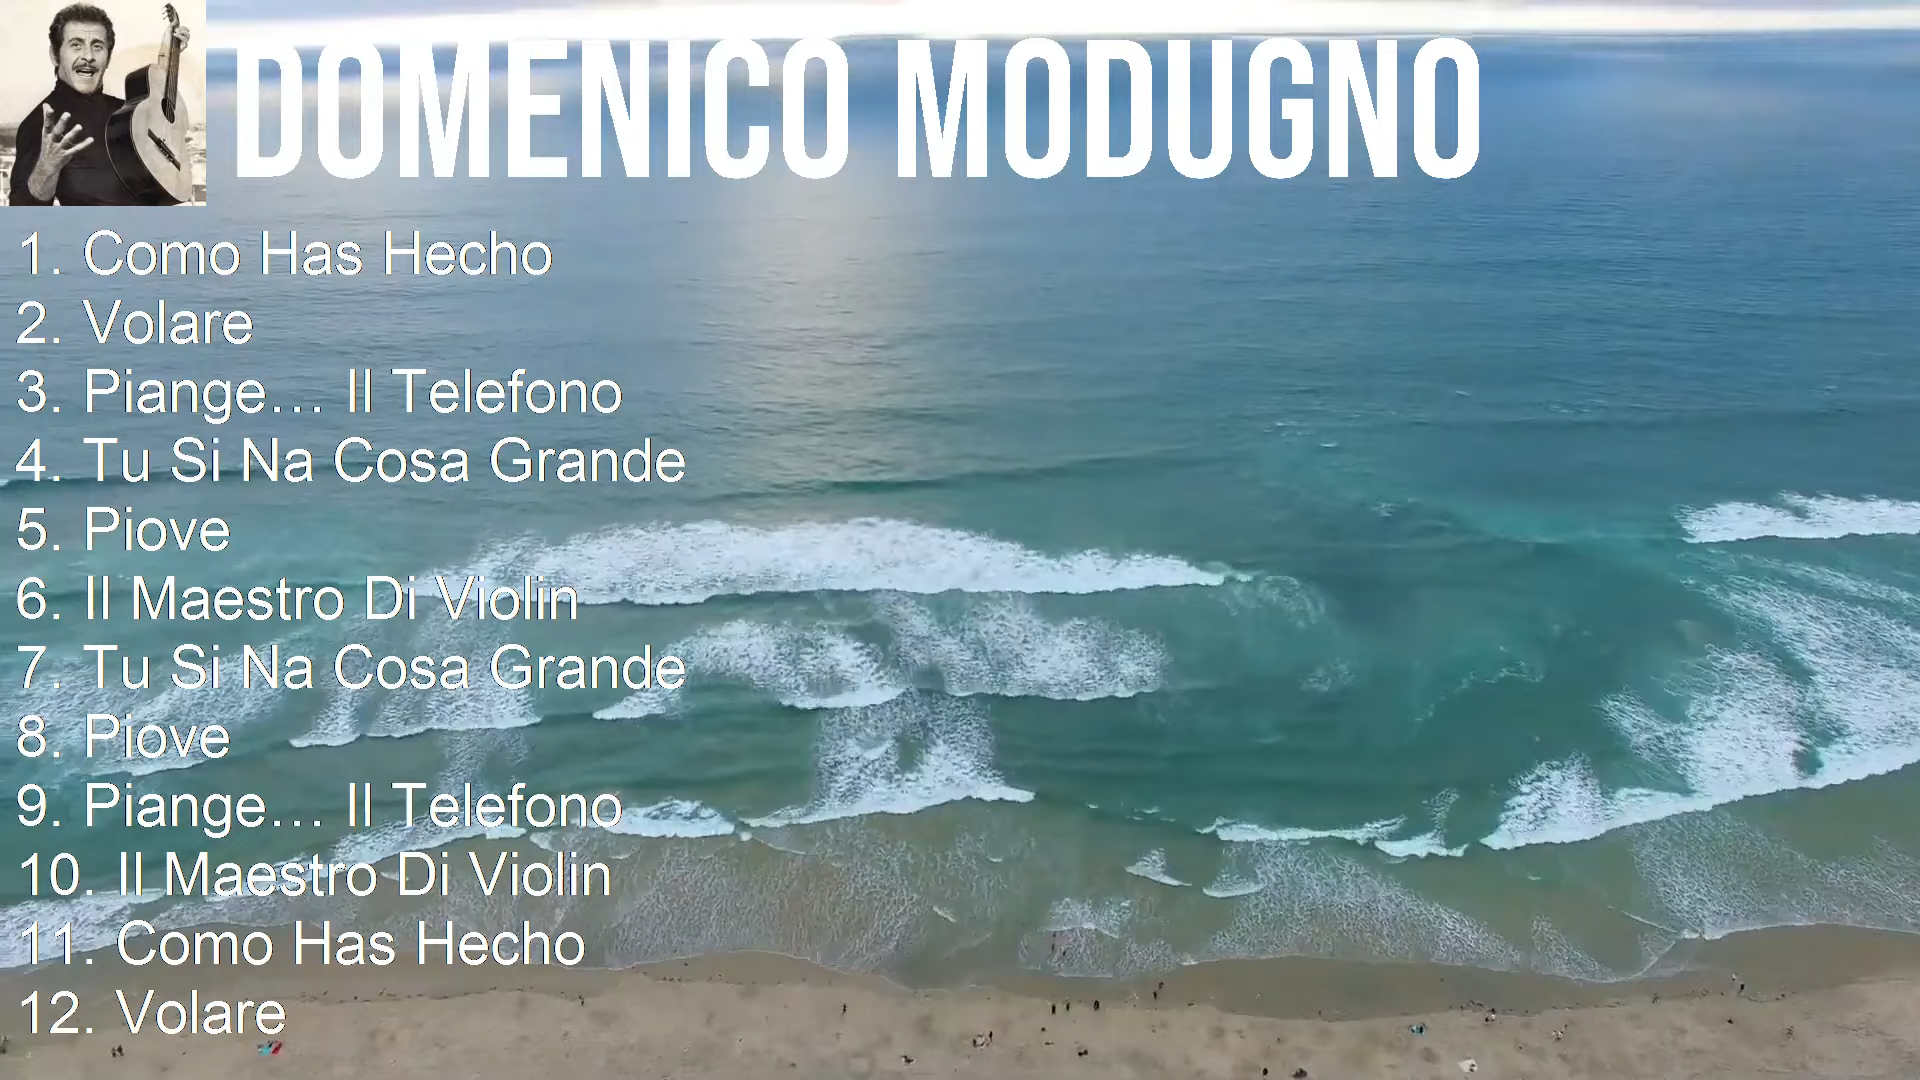 DOMENICO MODUGNO
1. Como Has Hecho
2. Volare
3. Piange... Il Telefono
4. Tu Si Na Cosa Grande
5. Piove
6. Il Maestro Di Violin
7. Tu Si Na Cosa Grande
8. Piove
9. Piange... Il Telefono
10. Il Maestro Di Violin
11. Como Has Hecho
12. Volare